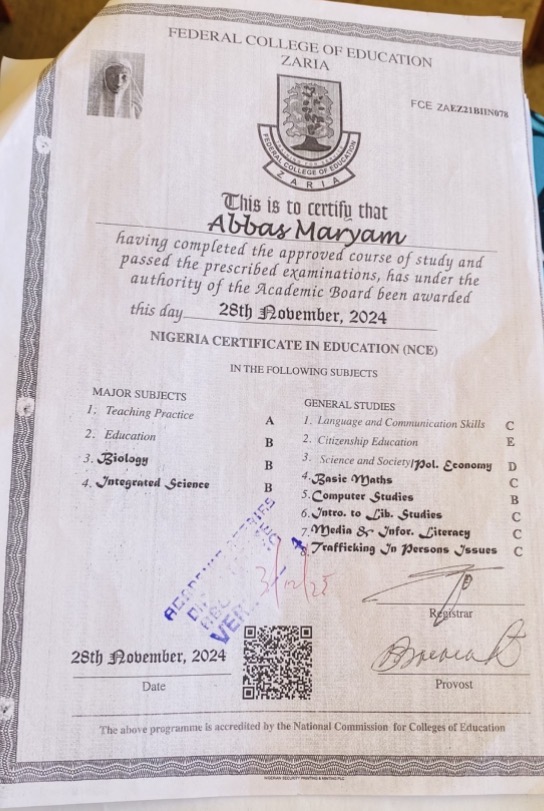 FEDERAL COLLEGE OF EDUCATION
ZARIA
FCE ZAEZ21BIIN078
FEDERAL COLLEGE OF EDUCATION
ZARIA
This is to certify that
Abbas Maryam
having completed the approved course of study and
passed the prescribed examinations, has under the
authority of the Academic Board been awarded
this day 28th November, 2024
NIGERIA CERTIFICATE IN EDUCATION (NCE)
IN THE FOLLOWING SUBJECTS
MAJOR SUBJECTS
1. Teaching Practice A
2. Education B
3. Biology B
4. Integrated Science B
GENERAL STUDIES
1. Language and Communication Skills C
2. Citizenship Education E
3. Science and Society/Pol. Economy D
4. Basic Maths C
5. Computer Studies B
6. Intro. to Lib. Studies C
7. Media & Infor. Literacy C
8. Trafficking In Persons Issues C
Registrar
28th November, 2024
Date
Provost
The above programme is accredited by the National Commission for Colleges of Education
NIGERIAN SECURITY PRINTING & MINTING PLC